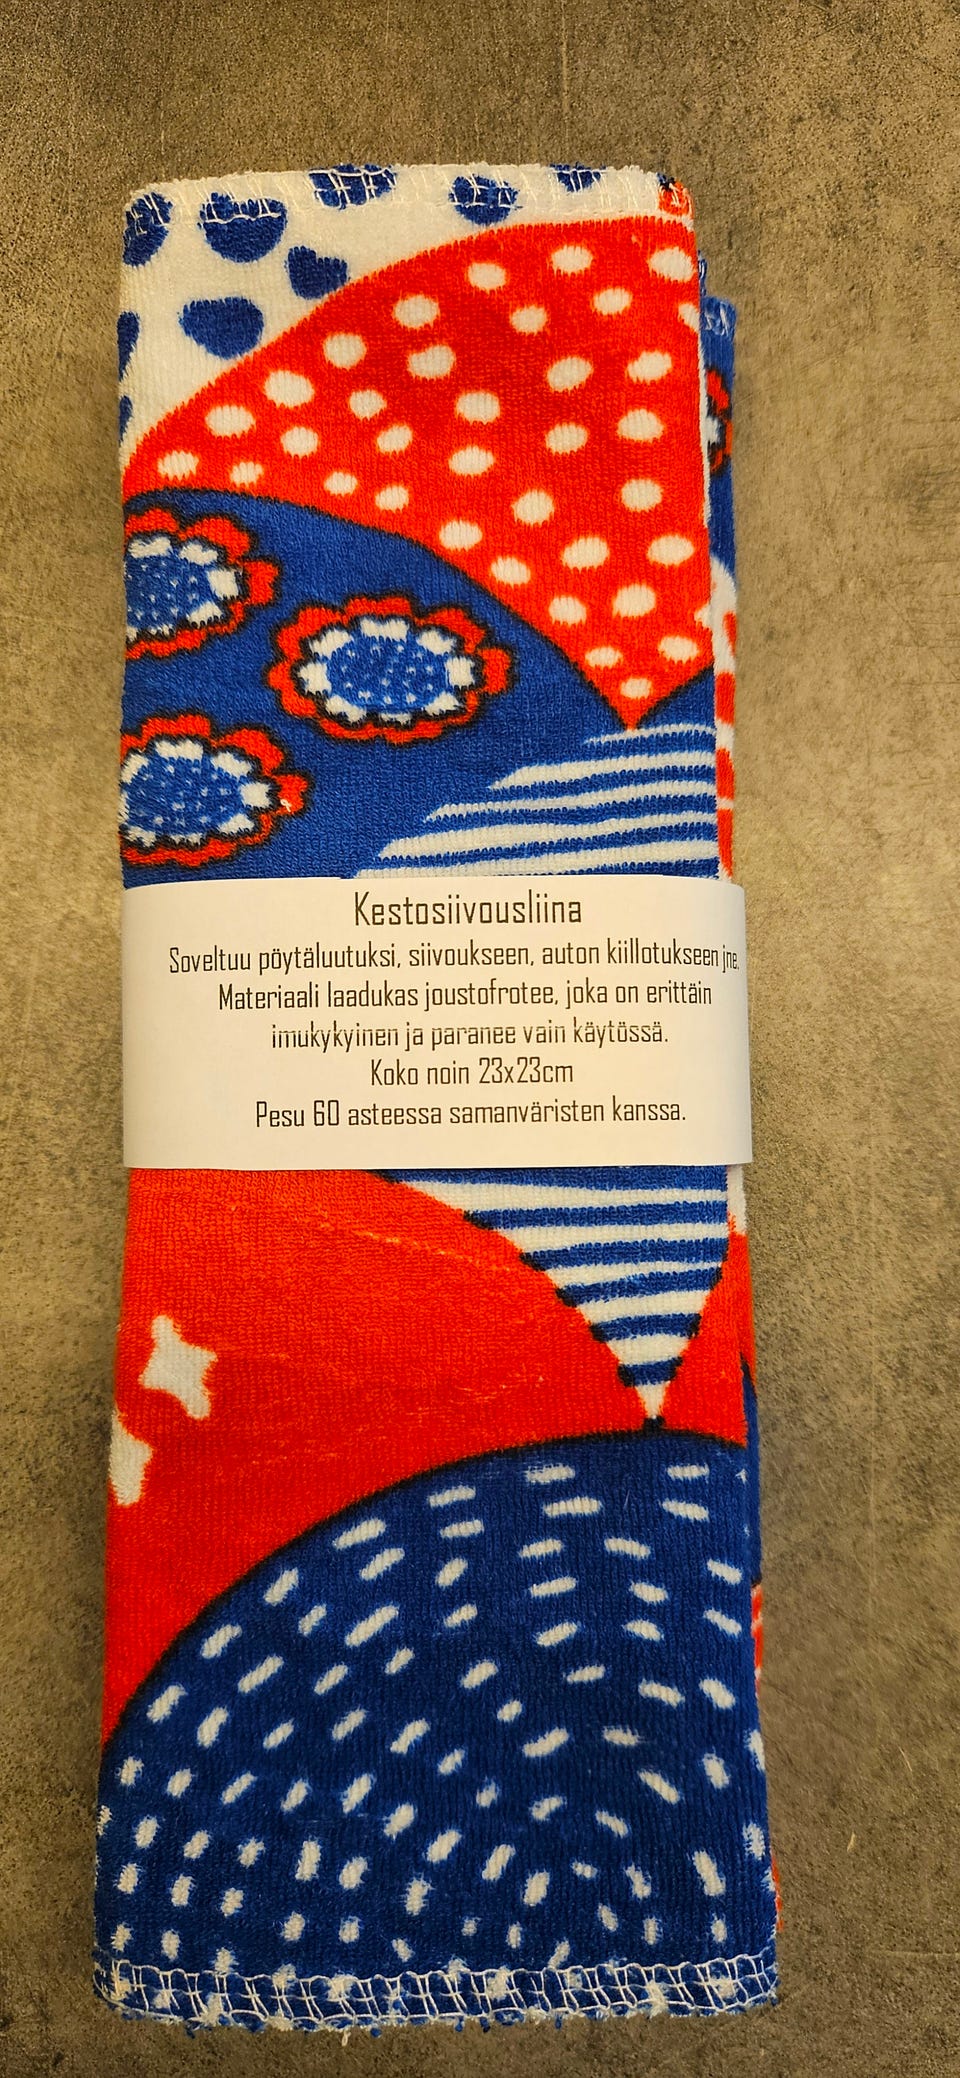 Kestosiivousliina
Soveltuu pöytäluutuksi, siivoukseen, auton kiillotukseen jne.
Materiaali laadukas joustofrotee, joka on erittäin
imukykyinen ja paranee vain käytössä.
Koko noin 23x23cm
Pesu 60 asteessa samanväristen kanssa.